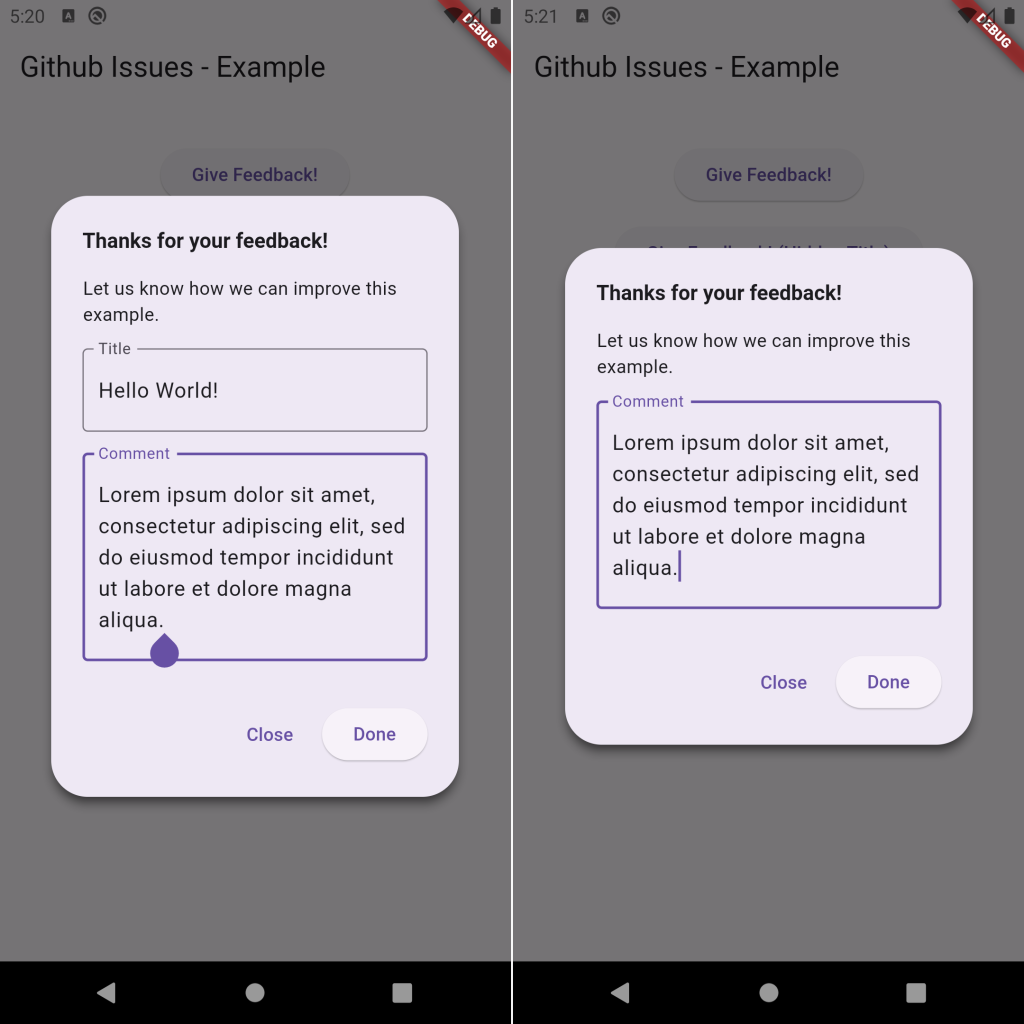 5:20
DEBUG
Github Issues - Example
Give Feedback!
Thanks for your feedback!
Let us know how we can improve this
example.
Title
Hello World!
Comment
Lorem ipsum dolor sit amet,
consectetur adipiscing elit, sed
do eiusmod tempor incididunt
ut labore et dolore magna
aliqua.
Close
Done
5:21
DEBUG
Github Issues - Example
Give Feedback!
Give Feedback! (Hidden Title)
Thanks for your feedback!
Let us know how we can improve this
example.
Comment
Lorem ipsum dolor sit amet,
consectetur adipiscing elit, sed
do eiusmod tempor incididunt
ut labore et dolore magna
aliqua.
Close
Done